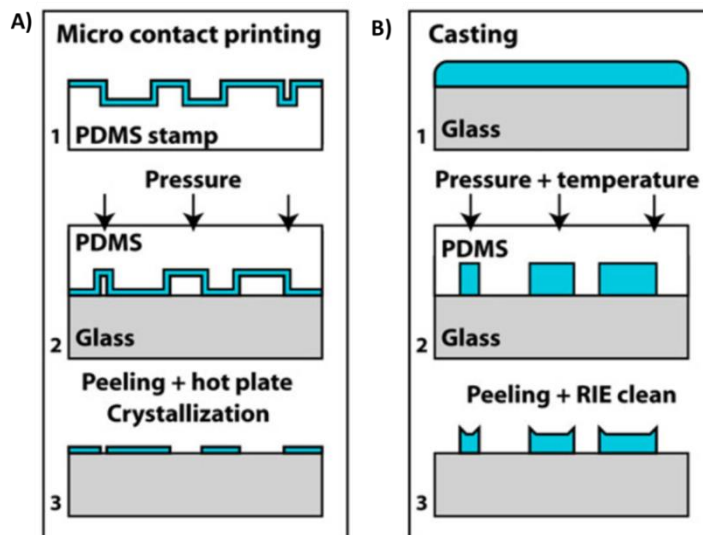 A)
Micro contact printing
PDMS stamp
1
Pressure
PDMS
Glass
2
Peeling + hot plate
Crystallization
3
B)
Casting
Glass
1
Pressure + temperature
PDMS
Glass
2
Peeling + RIE clean
3